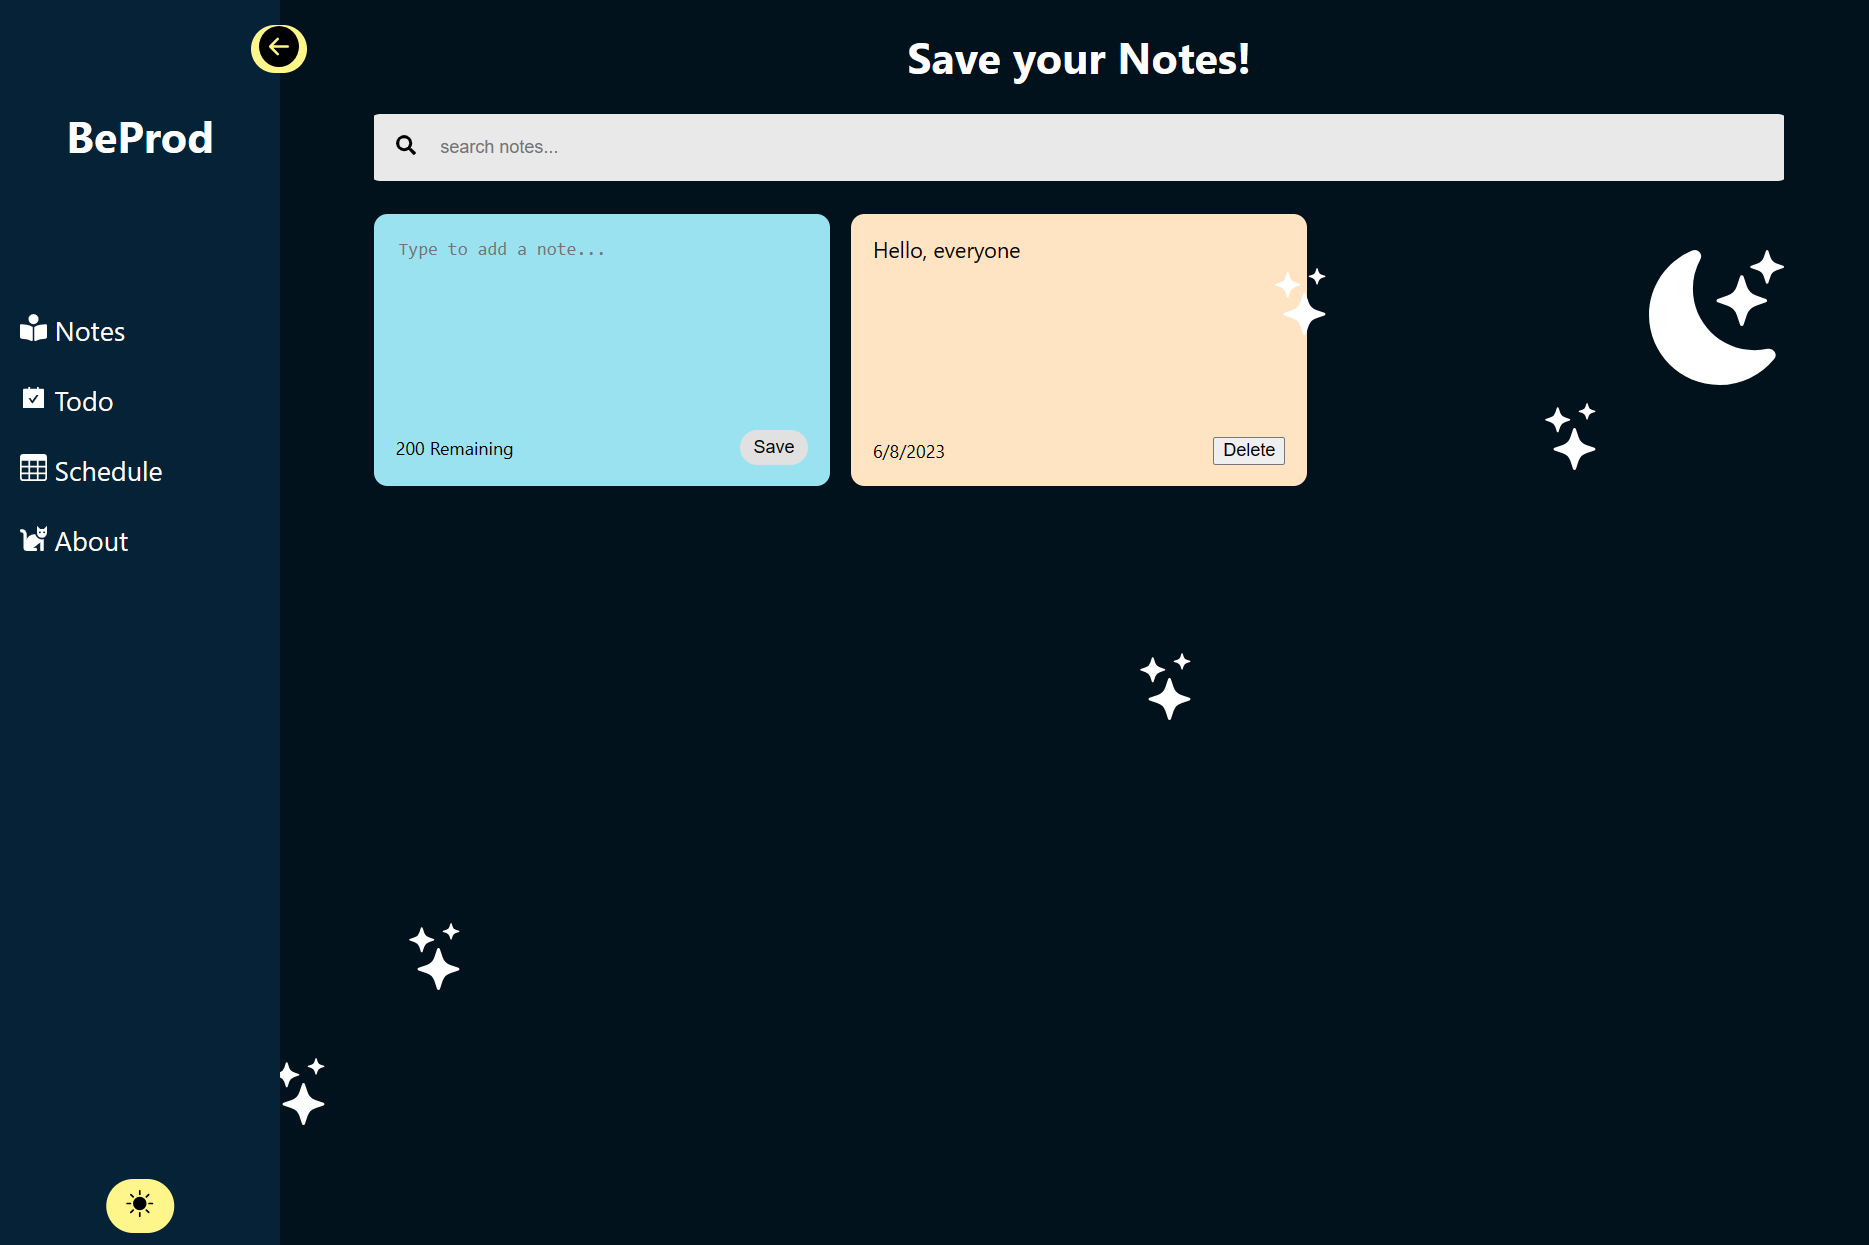 BeProd
Notes
Todo
Schedule
About
Save your Notes!
search notes...
Type to add a note...
200 Remaining
Save
Hello, everyone
6/8/2023
Delete